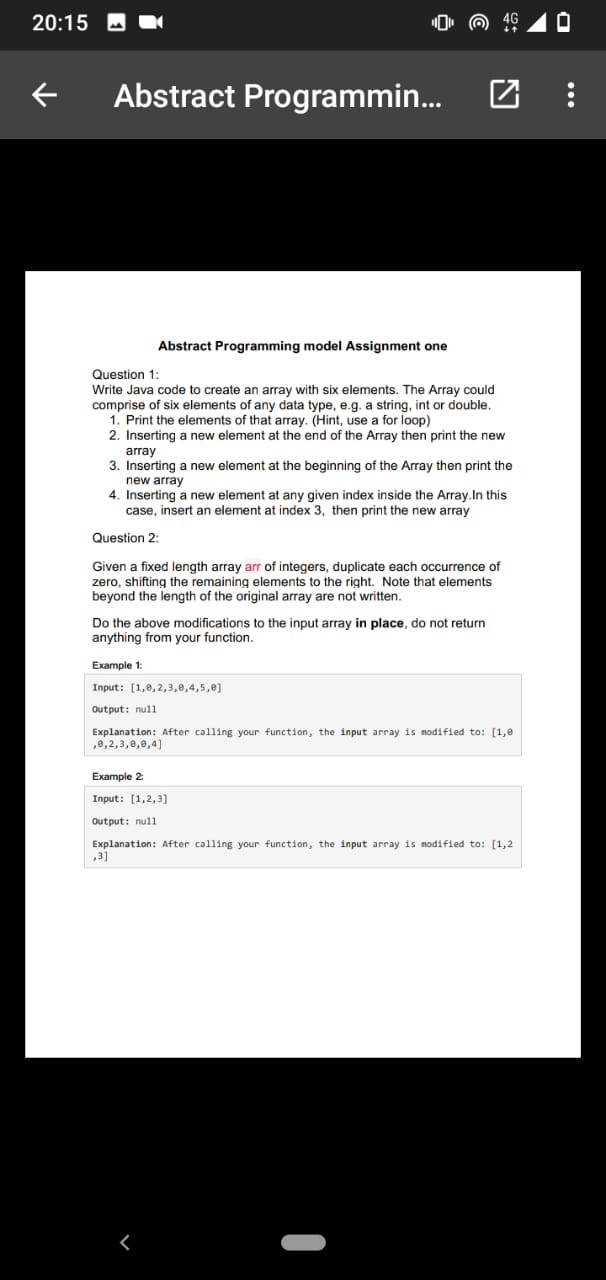 20:15
4G
Abstract Programmin...
Abstract Programming model Assignment one
Question 1:
Write Java code to create an array with six elements. The Array could
comprise of six elements of any data type, e.g. a string, int or double.
1. Print the elements of that array. (Hint, use a for loop)
2. Inserting a new element at the end of the Array then print the new
array
3. Inserting a new element at the beginning of the Array then print the
new array
4. Inserting a new element at any given index inside the Array.In this
case, insert an element at index 3, then print the new array
Question 2:
Given a fixed length array arr of integers, duplicate each occurrence of
zero, shifting the remaining elements to the right. Note that elements
beyond the length of the original array are not written.
Do the above modifications to the input array in place, do not return
anything from your function.
Example 1:
Input: [1,0,2,3,0,4,5,0]
Output: null
Explanation: After calling your function, the input array is modified to: [1,0
,0,2,3,0,0,4]
Example 2:
Input: [1,2,3]
Output: null
Explanation: After calling your function, the input array is modified to: [1,2
,3]